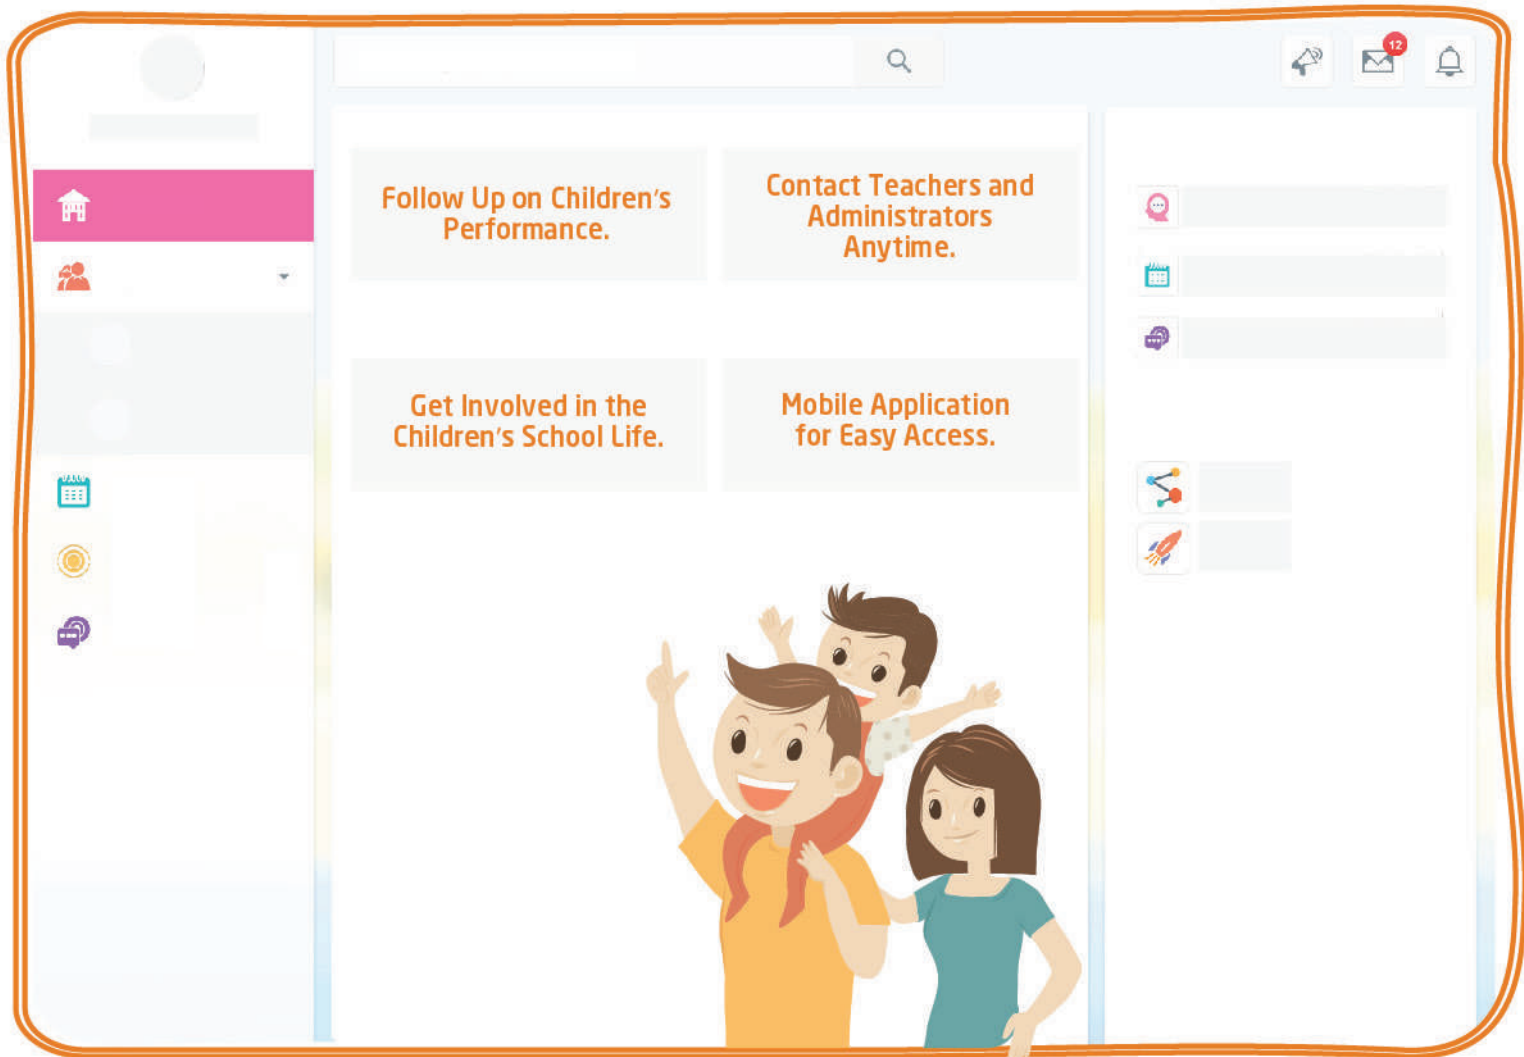 12
Follow Up on Children's
Performance.
Contact Teachers and
Administrators
Anytime.
Get Involved in the
Children's School Life.
Mobile Application
for Easy Access.